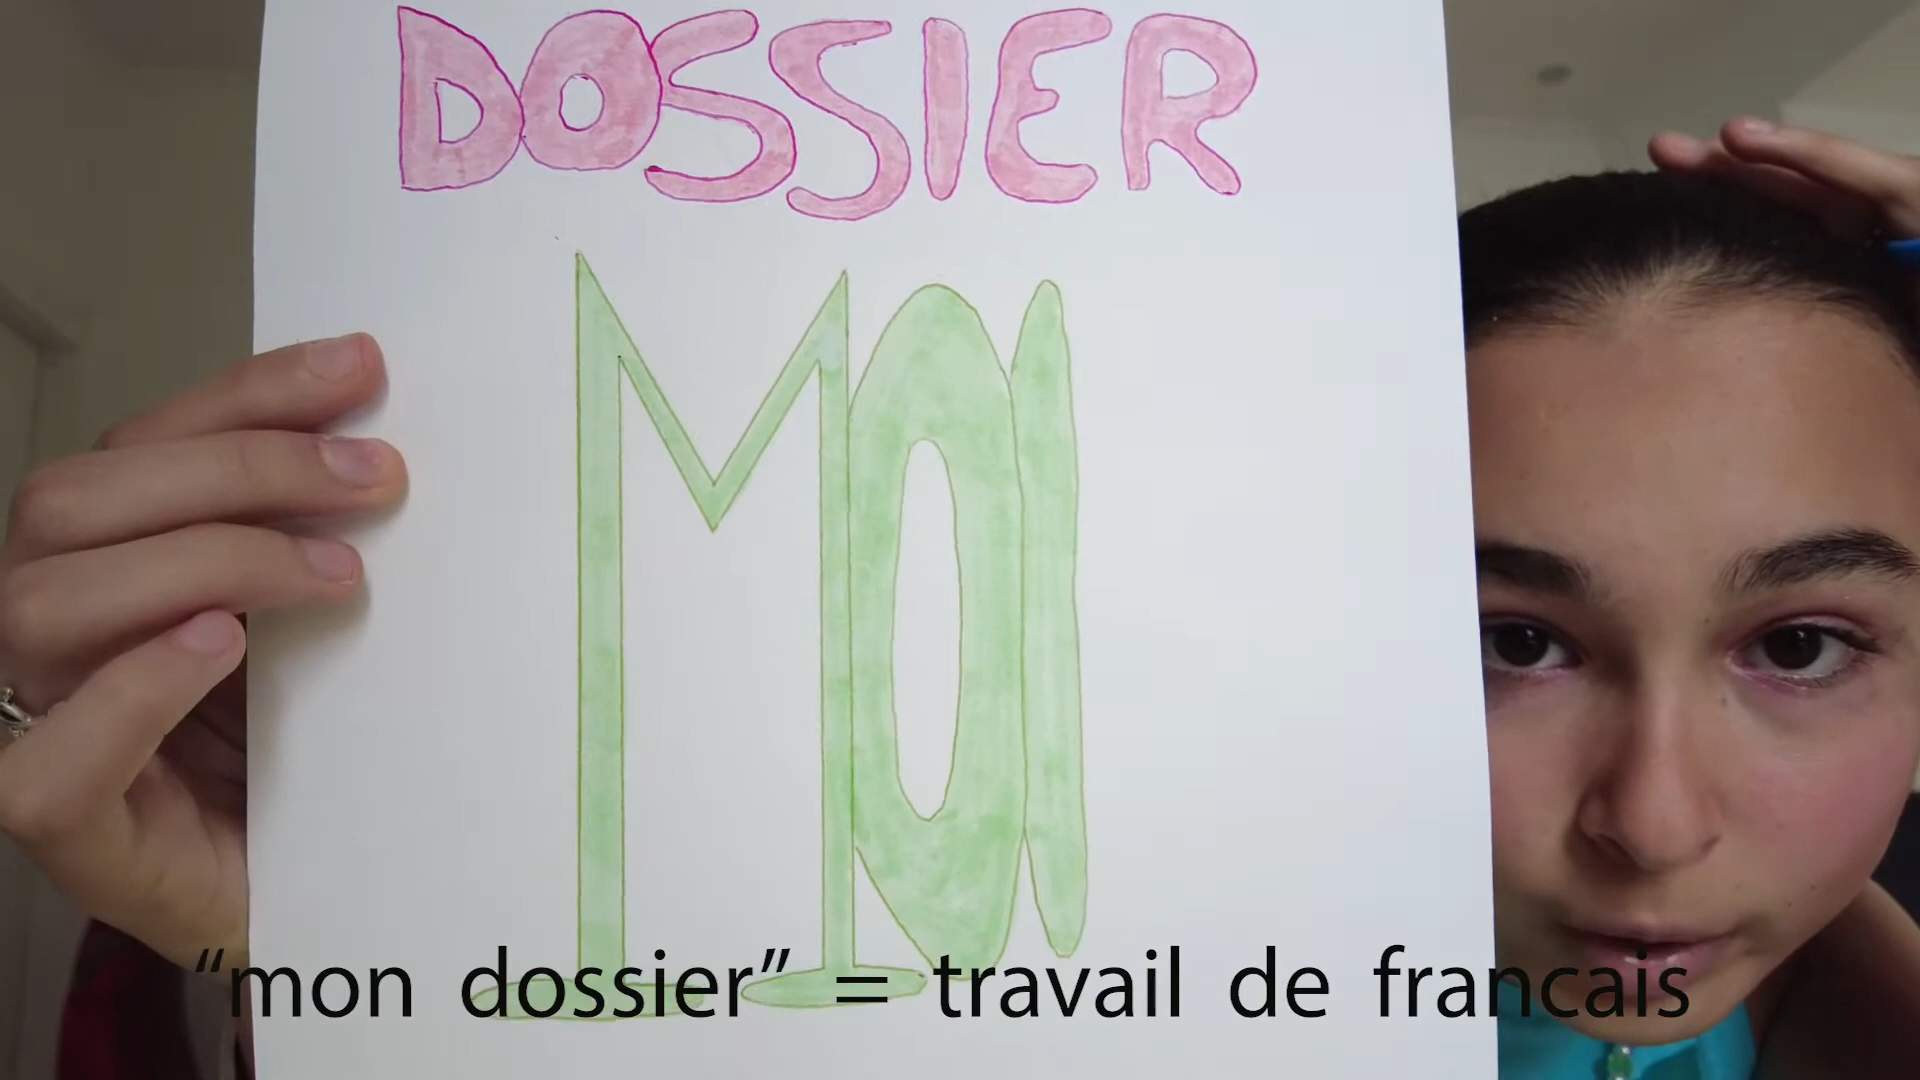 DOSSIER
MOI
“mon dossier” = travail de francais